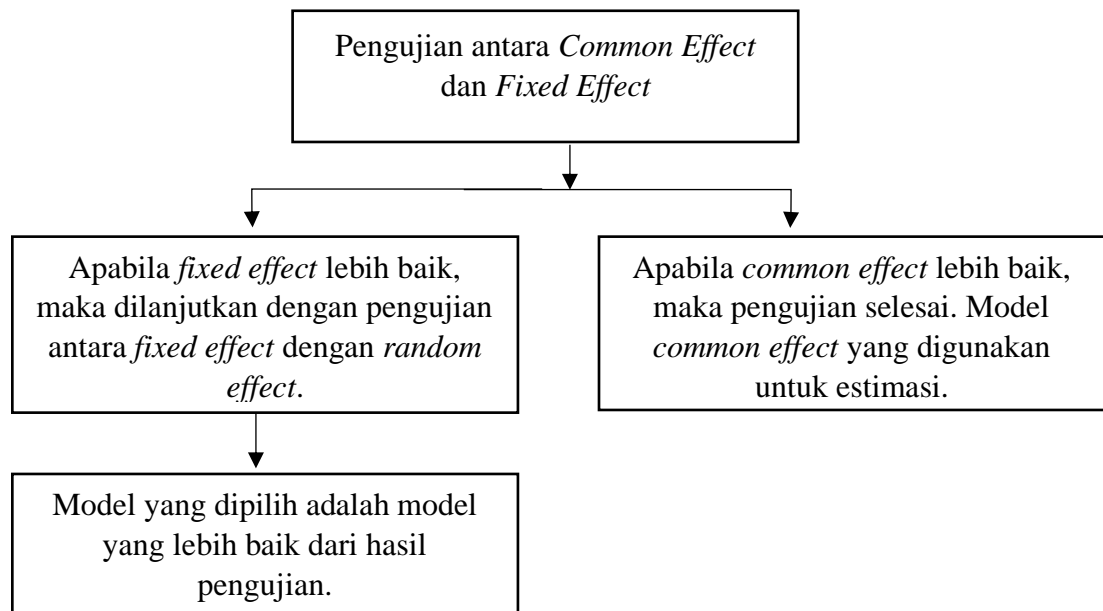 Pengujian antara Common Effect
dan Fixed Effect
Apabila fixed effect lebih baik,
maka dilanjutkan dengan pengujian
antara fixed effect dengan random
effect.
Apabila common effect lebih baik,
maka pengujian selesai. Model
common effect yang digunakan
untuk estimasi.
Model yang dipilih adalah model
yang lebih baik dari hasil
pengujian.